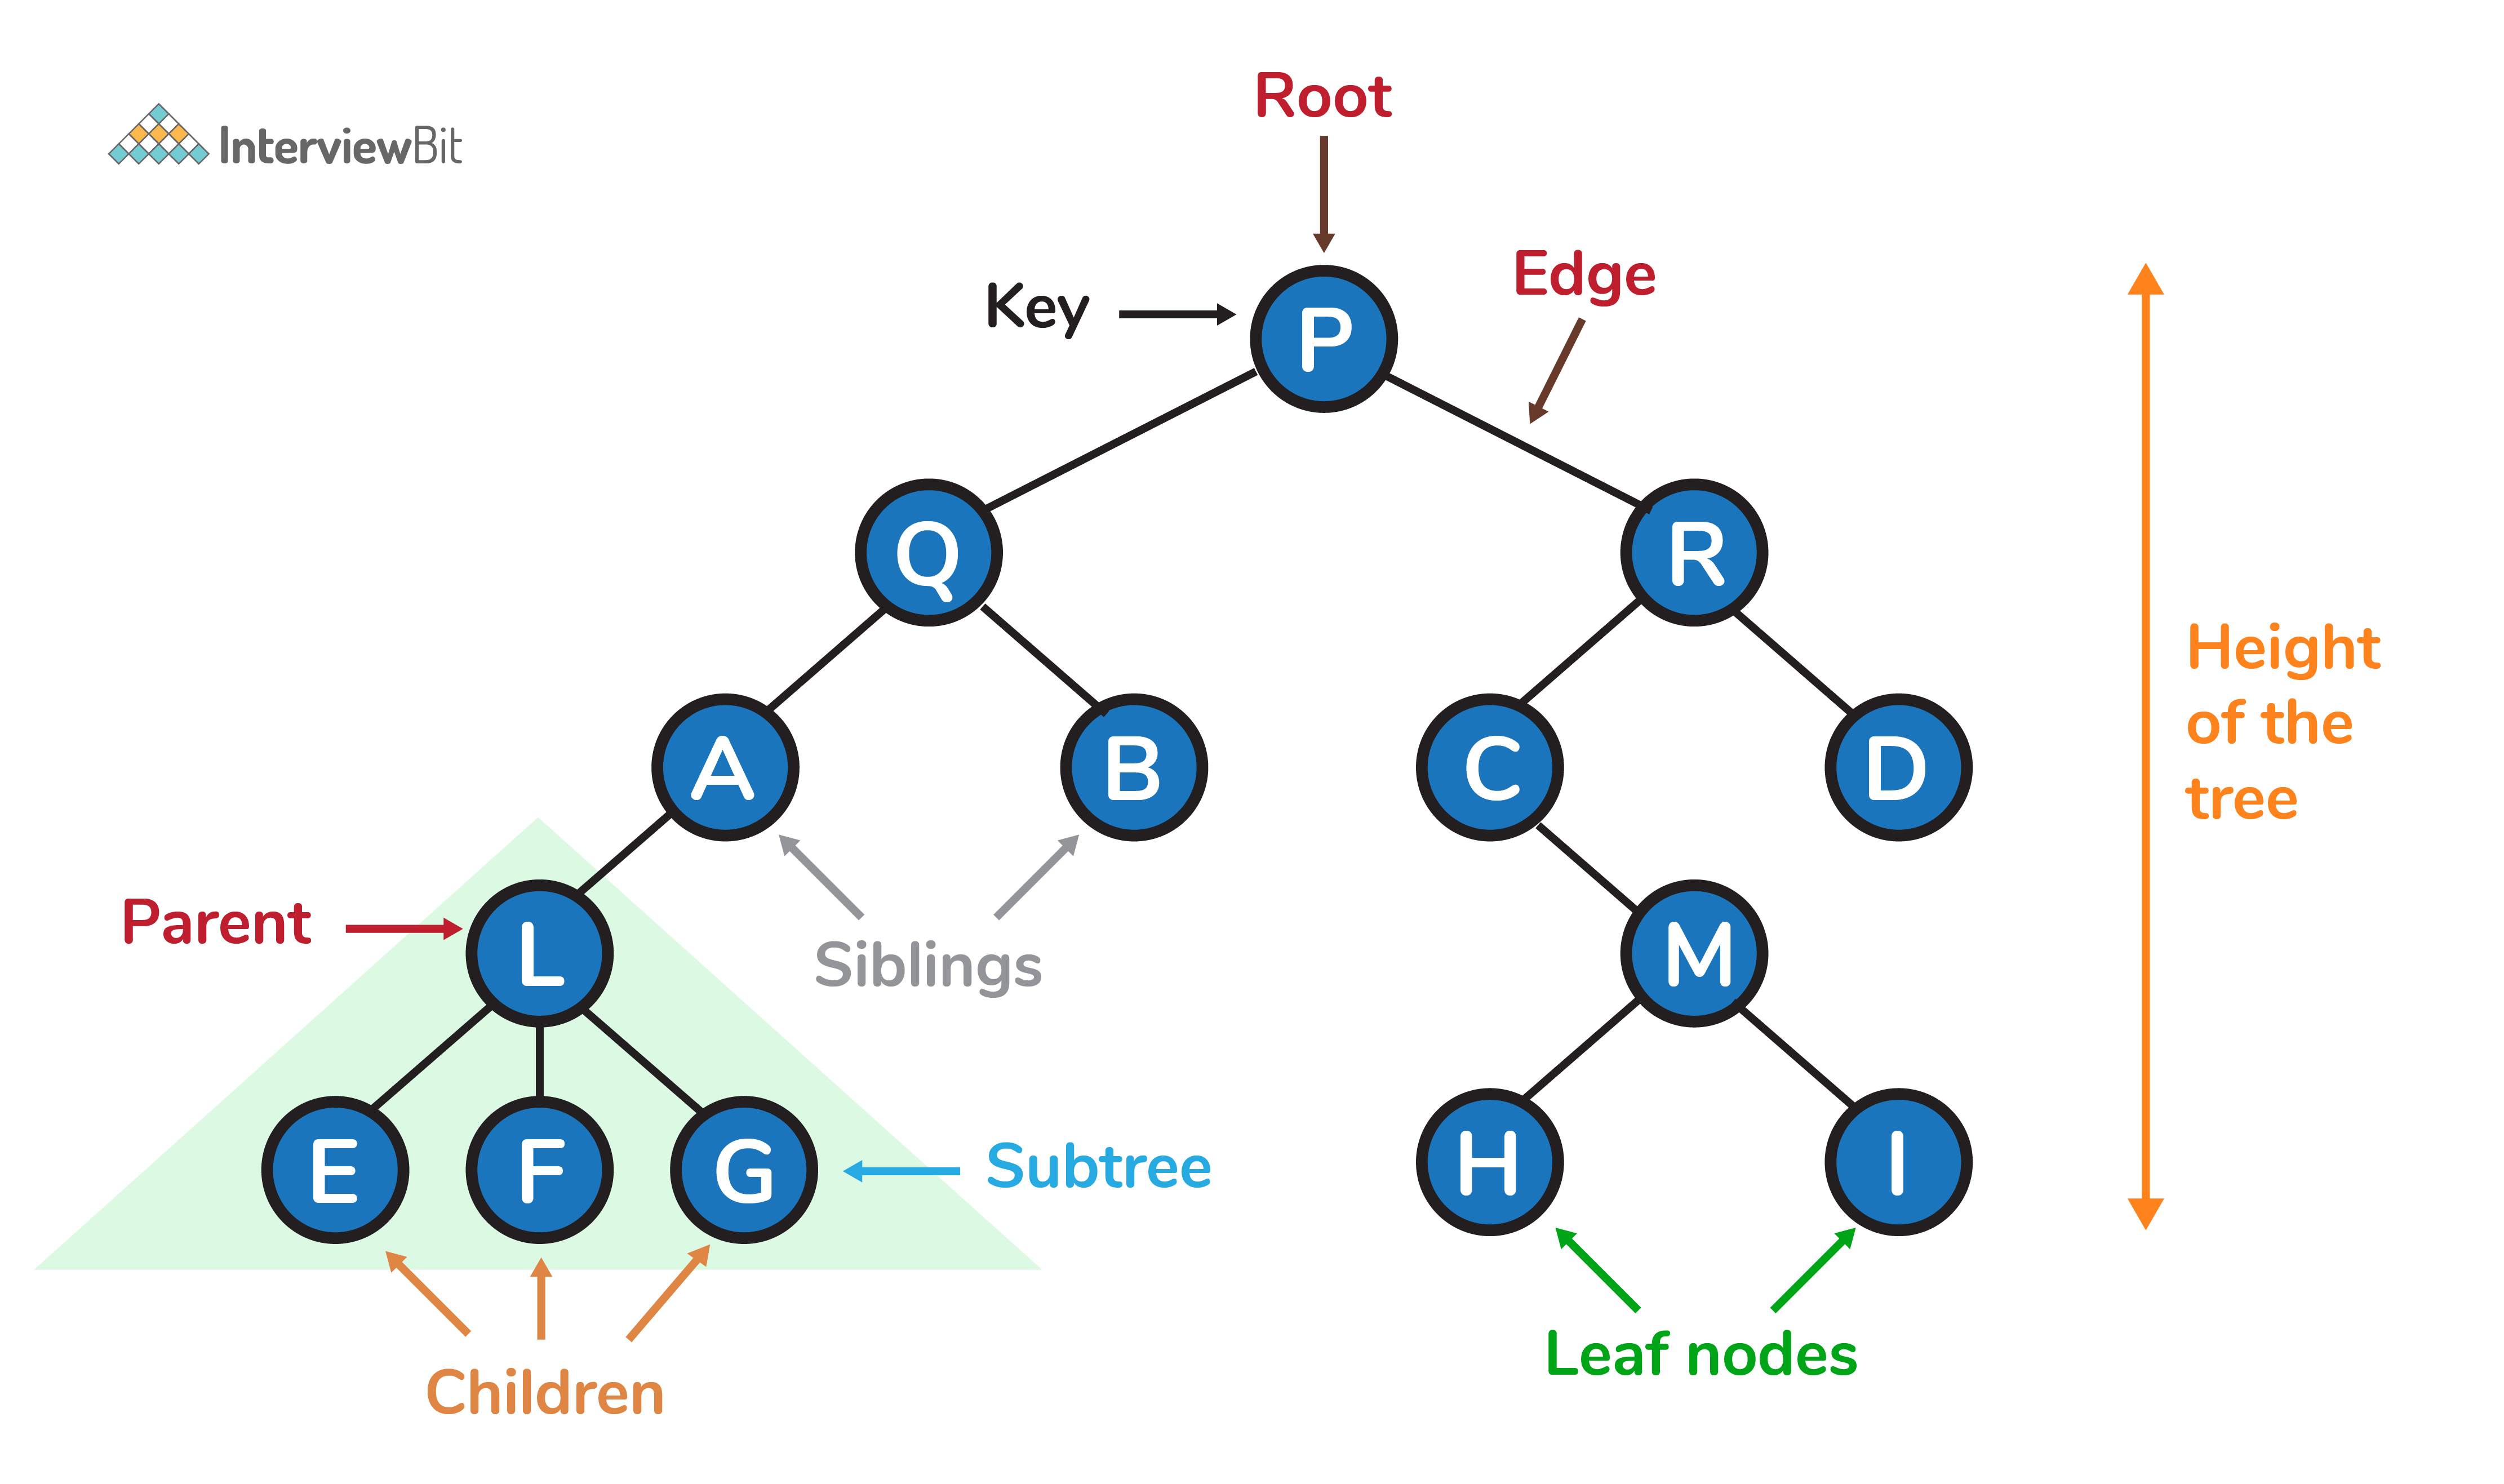 InterviewBit
Root
Key
Edge
P
Q
R
A
B
C
D
Height
of the
tree
Parent
L
Siblings
M
E
F
G
Subtree
H
I
Children
Leaf nodes